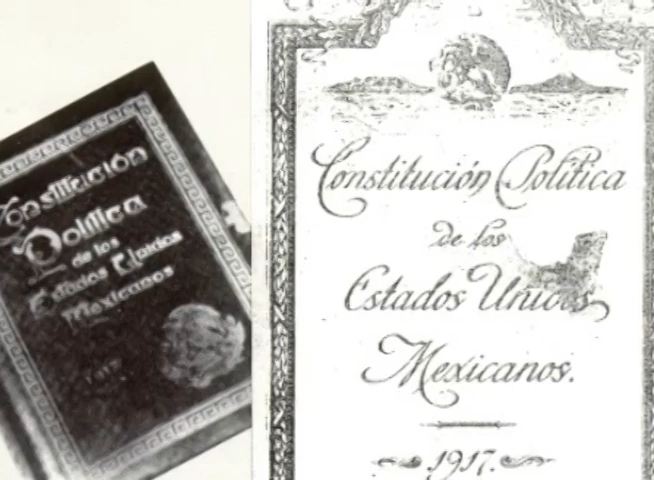 Constitución
Política
de los
Estados Unidos
Mexicanos
1917
Constitución Política
de los
Estados Unidos
Mexicanos.
1917.